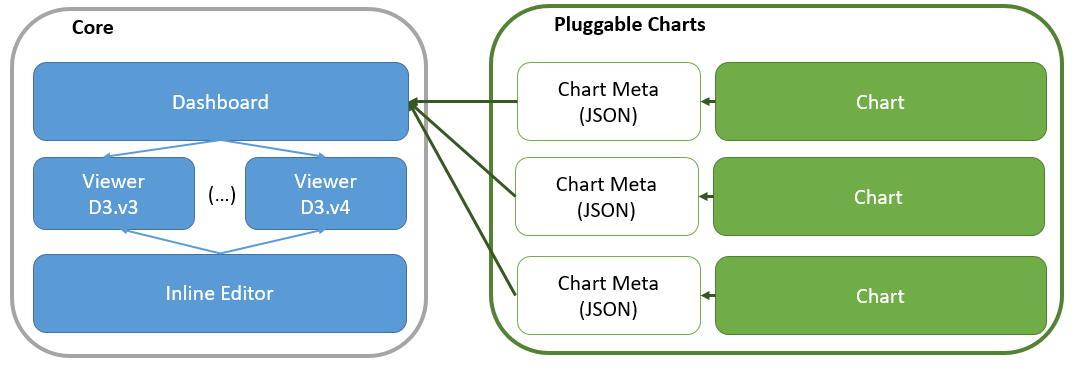 Core
Dashboard
Viewer
D3.v3
(...)
Viewer
D3.v4
Inline Editor
Pluggable Charts
Chart Meta
(JSON)
Chart
Chart Meta
(JSON)
Chart
Chart Meta
(JSON)
Chart